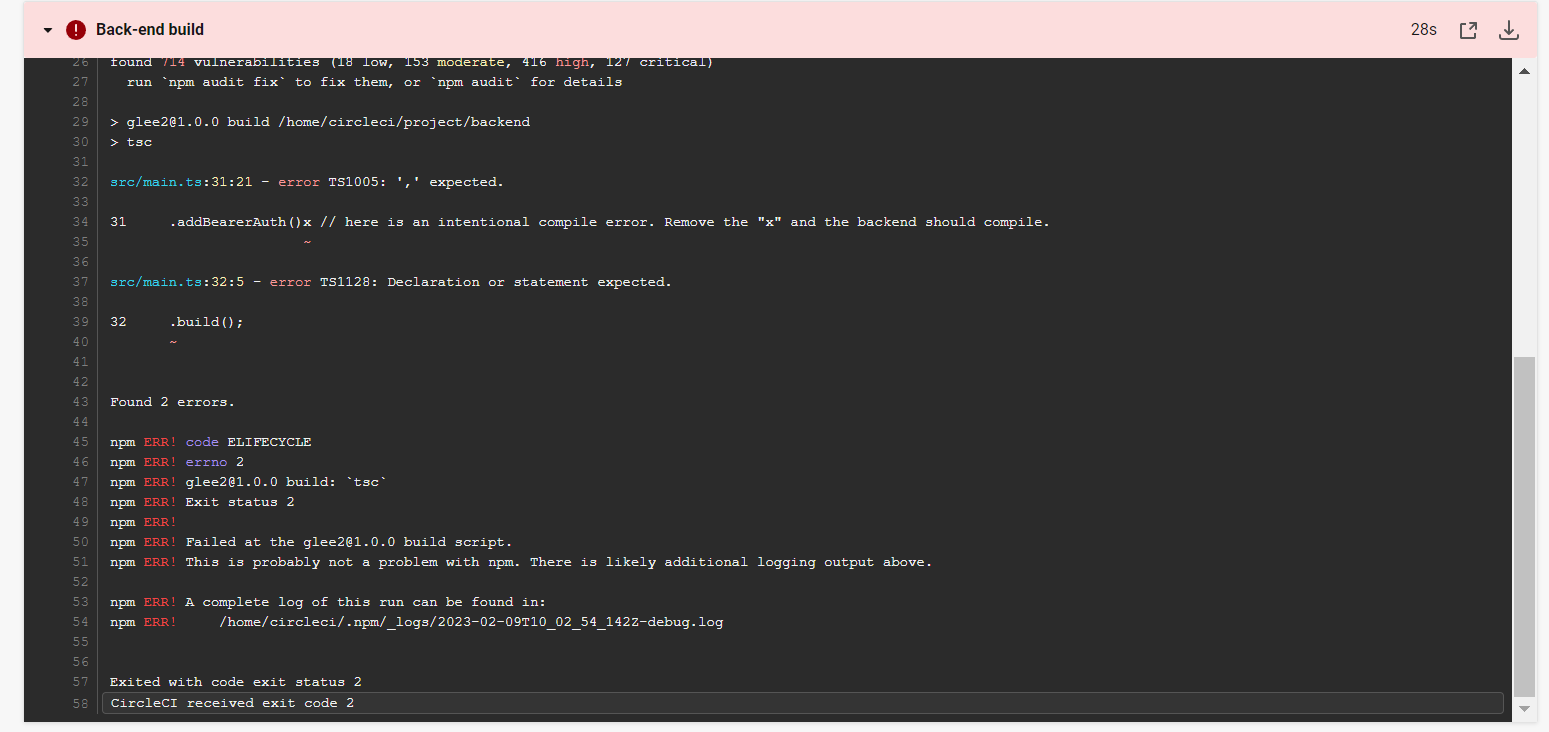 Back-end build 28s
26 found 714 vulnerabilities (18 low, 153 moderate, 416 high, 127 critical)
27 run `npm audit fix` to fix them, or `npm audit` for details
28
29 > glee2@1.0.0 build /home/circleci/project/backend
30 > tsc
31
32 src/main.ts:31:21 - error TS1005: ',' expected.
33
34 31 .addBearerAuth()x // here is an intentional compile error. Remove the "x" and the backend should compile.
35 ~
36
37 src/main.ts:32:5 - error TS1128: Declaration or statement expected.
38
39 32 .build();
40 ~
41
42
43 Found 2 errors.
44
45 npm ERR! code ELIFECYCLE
46 npm ERR! errno 2
47 npm ERR! glee2@1.0.0 build: `tsc`
48 npm ERR! Exit status 2
49 npm ERR!
50 npm ERR! Failed at the glee2@1.0.0 build script.
51 npm ERR! This is probably not a problem with npm. There is likely additional logging output above.
52
53 npm ERR! A complete log of this run can be found in:
54 npm ERR! /home/circleci/.npm/_logs/2023-02-09T10_02_54_142Z-debug.log
55
56
57 Exited with code exit status 2
58 CircleCI received exit code 2